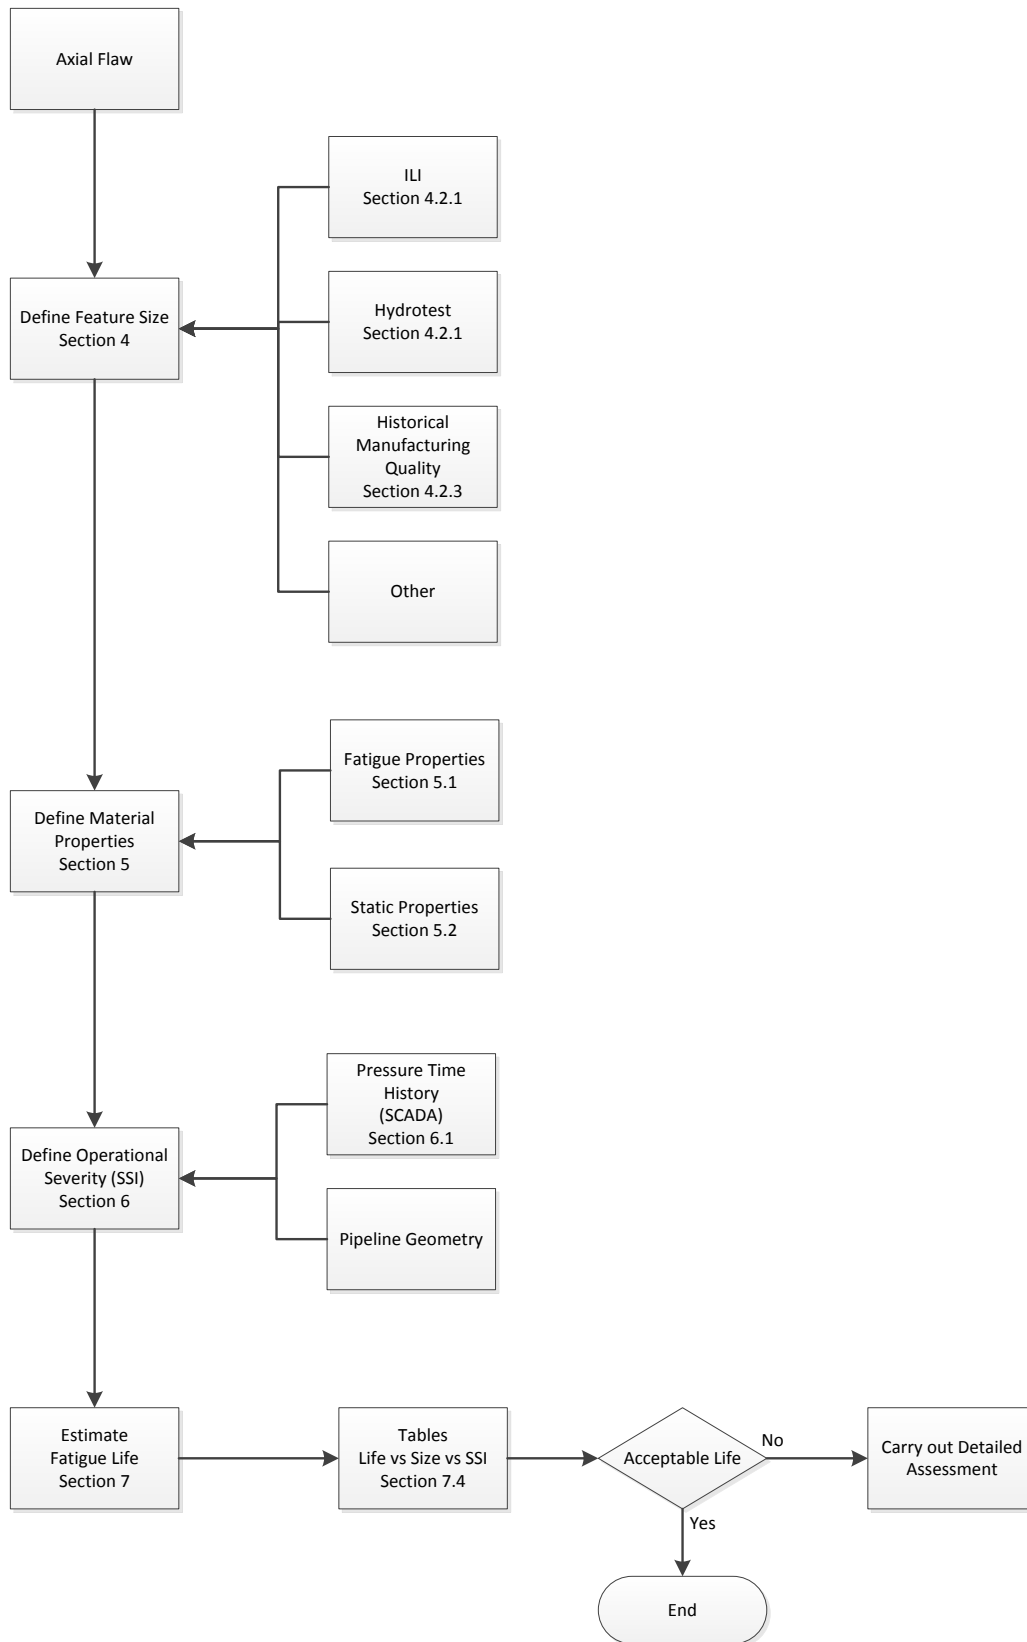 Axial Flaw
ILI
Section 4.2.1
Define Feature Size
Section 4
Hydrotest
Section 4.2.1
Historical
Manufacturing
Quality
Section 4.2.3
Other
Fatigue Properties
Section 5.1
Define Material
Properties
Section 5
Static Properties
Section 5.2
Pressure Time
History
(SCADA)
Section 6.1
Define Operational
Severity (SSI)
Section 6
Pipeline Geometry
Estimate
Fatigue Life
Section 7
Tables
Life vs Size vs SSI
Section 7.4
Acceptable Life
No
Carry out Detailed
Assessment
Yes
End